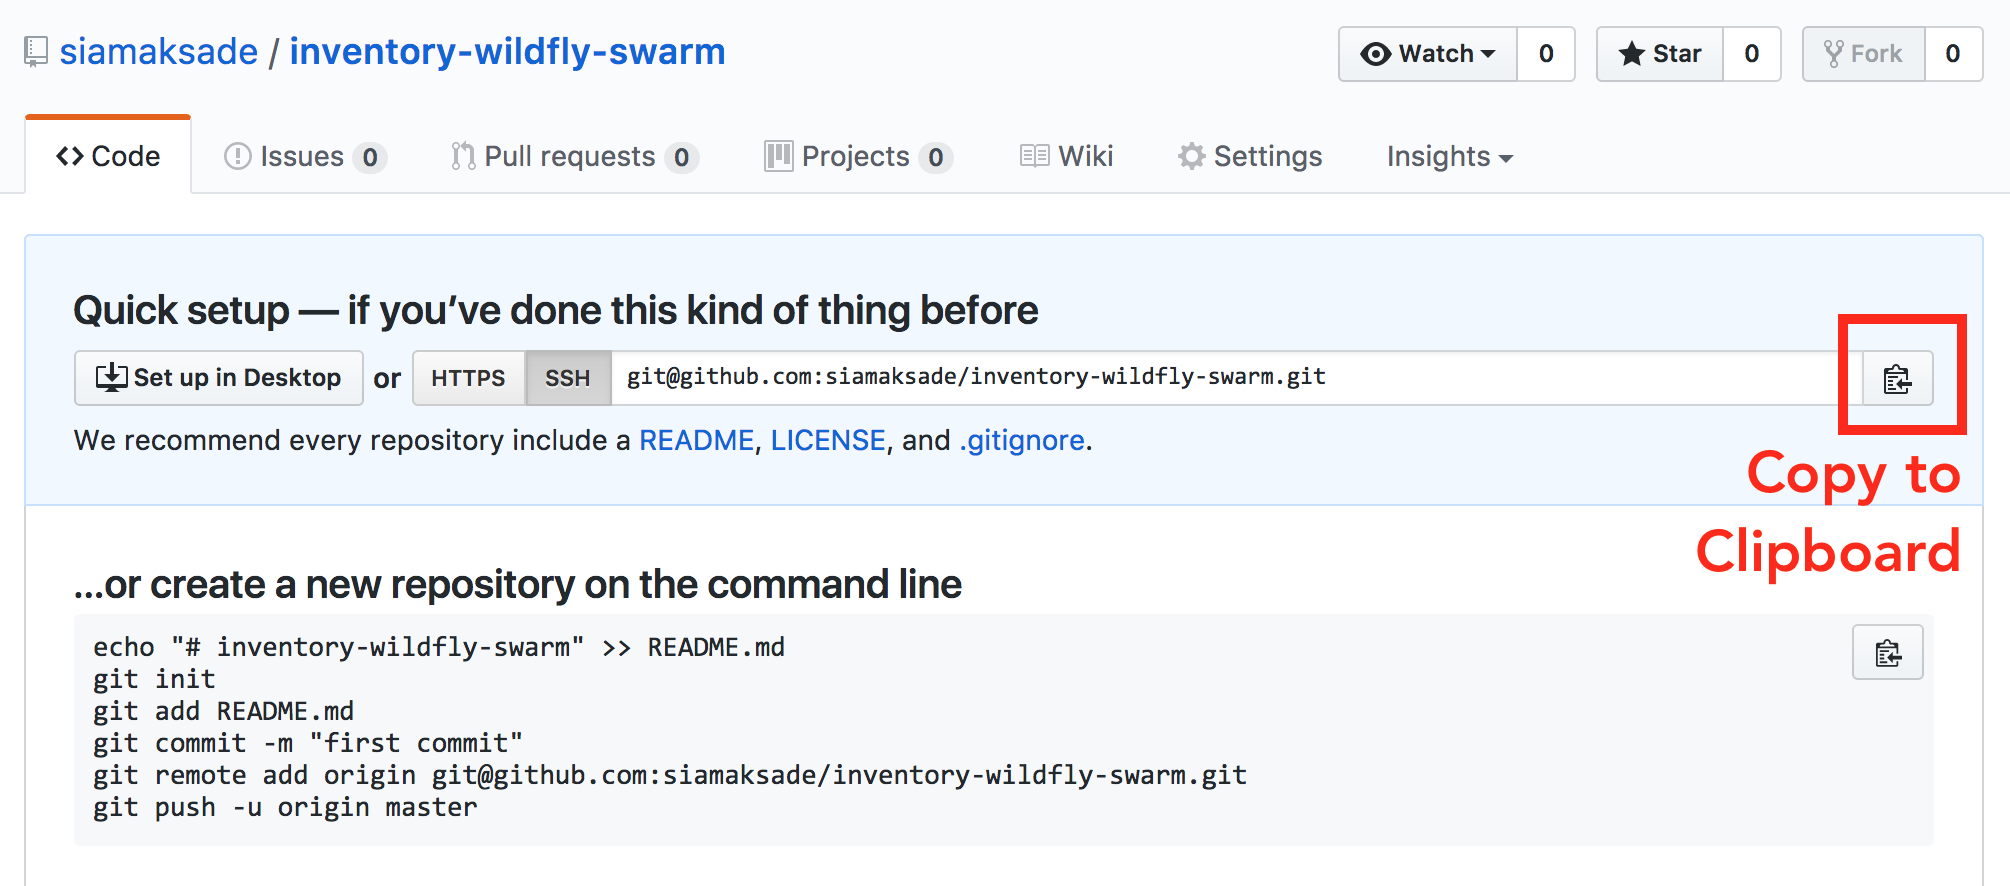 siamaksade / inventory-wildfly-swarm
Watch 0 Star 0 Fork 0
Code Issues 0 Pull requests 0 Projects 0 Wiki Settings Insights
Quick setup — if you’ve done this kind of thing before
Set up in Desktop or HTTPS SSH git@github.com:siamaksade/inventory-wildfly-swarm.git
We recommend every repository include a README, LICENSE, and .gitignore.
Copy to
Clipboard
...or create a new repository on the command line
echo "# inventory-wildfly-swarm" >> README.md
git init
git add README.md
git commit -m "first commit"
git remote add origin git@github.com:siamaksade/inventory-wildfly-swarm.git
git push -u origin master